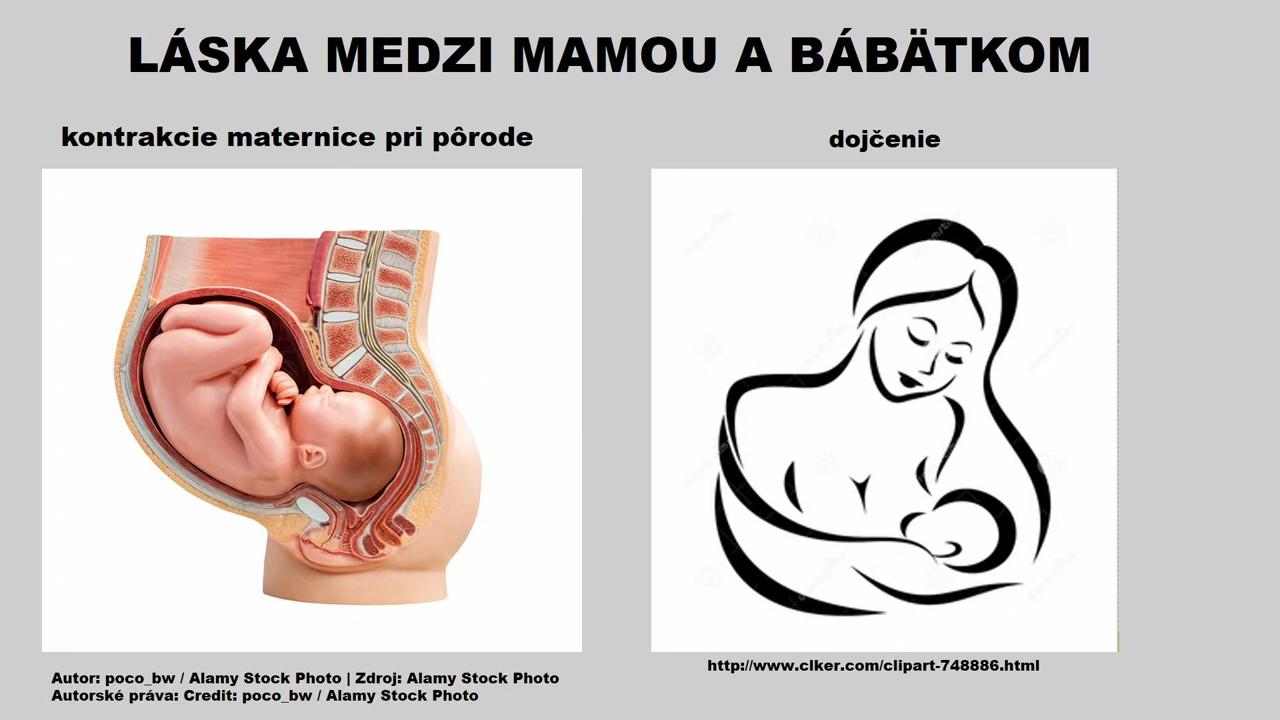 LÁSKA MEDZI MAMOU A BÁBÄTKOM
kontrakcie maternice pri pôrode
dojčenie
http://www.clker.com/clipart-748886.html
Autor: poco_bw / Alamy Stock Photo | Zdroj: Alamy Stock Photo
Autorské práva: Credit: poco_bw / Alamy Stock Photo